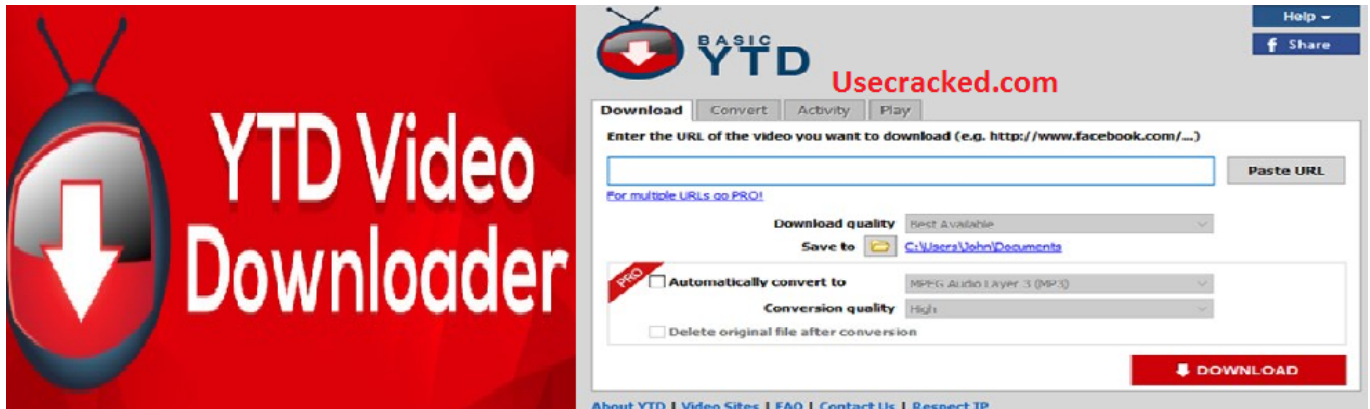 YTD Video
Downloader
Help
f Share
BASIC
YTD
Usecracked.com
Download Convert Activity Play
Enter the URL of the video you want to download (e.g. http://www.facebook.com/...)
Paste URL
For multiple URLs go PRO!
Download quality Best Available
Save to C:\Users\John\Documents
PRO Automatically convert to MPEG Audio Layer 3 (MP3)
Conversion quality High
Delete original file after conversion
DOWNLOAD
About YTD | Video Sites | FAQ | Contact Us | Respect IP